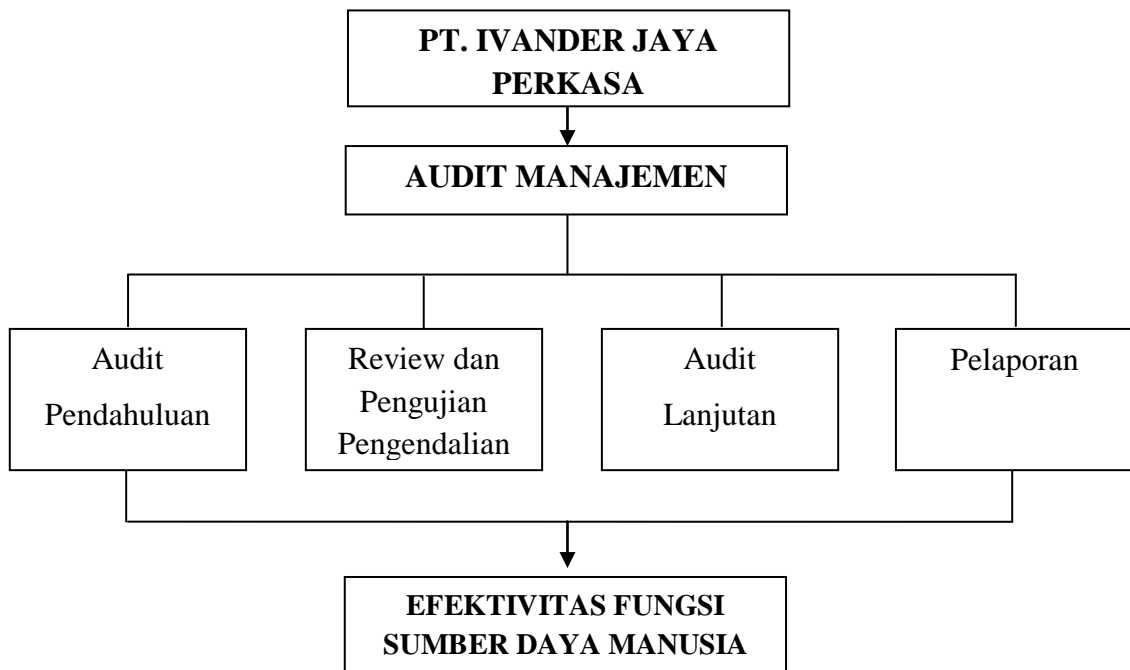 PT. IVANDER JAYA
PERKASA
AUDIT MANAJEMEN
Audit
Pendahuluan
Review dan
Pengujian
Pengendalian
Audit
Lanjutan
Pelaporan
EFEKTIVITAS FUNGSI
SUMBER DAYA MANUSIA